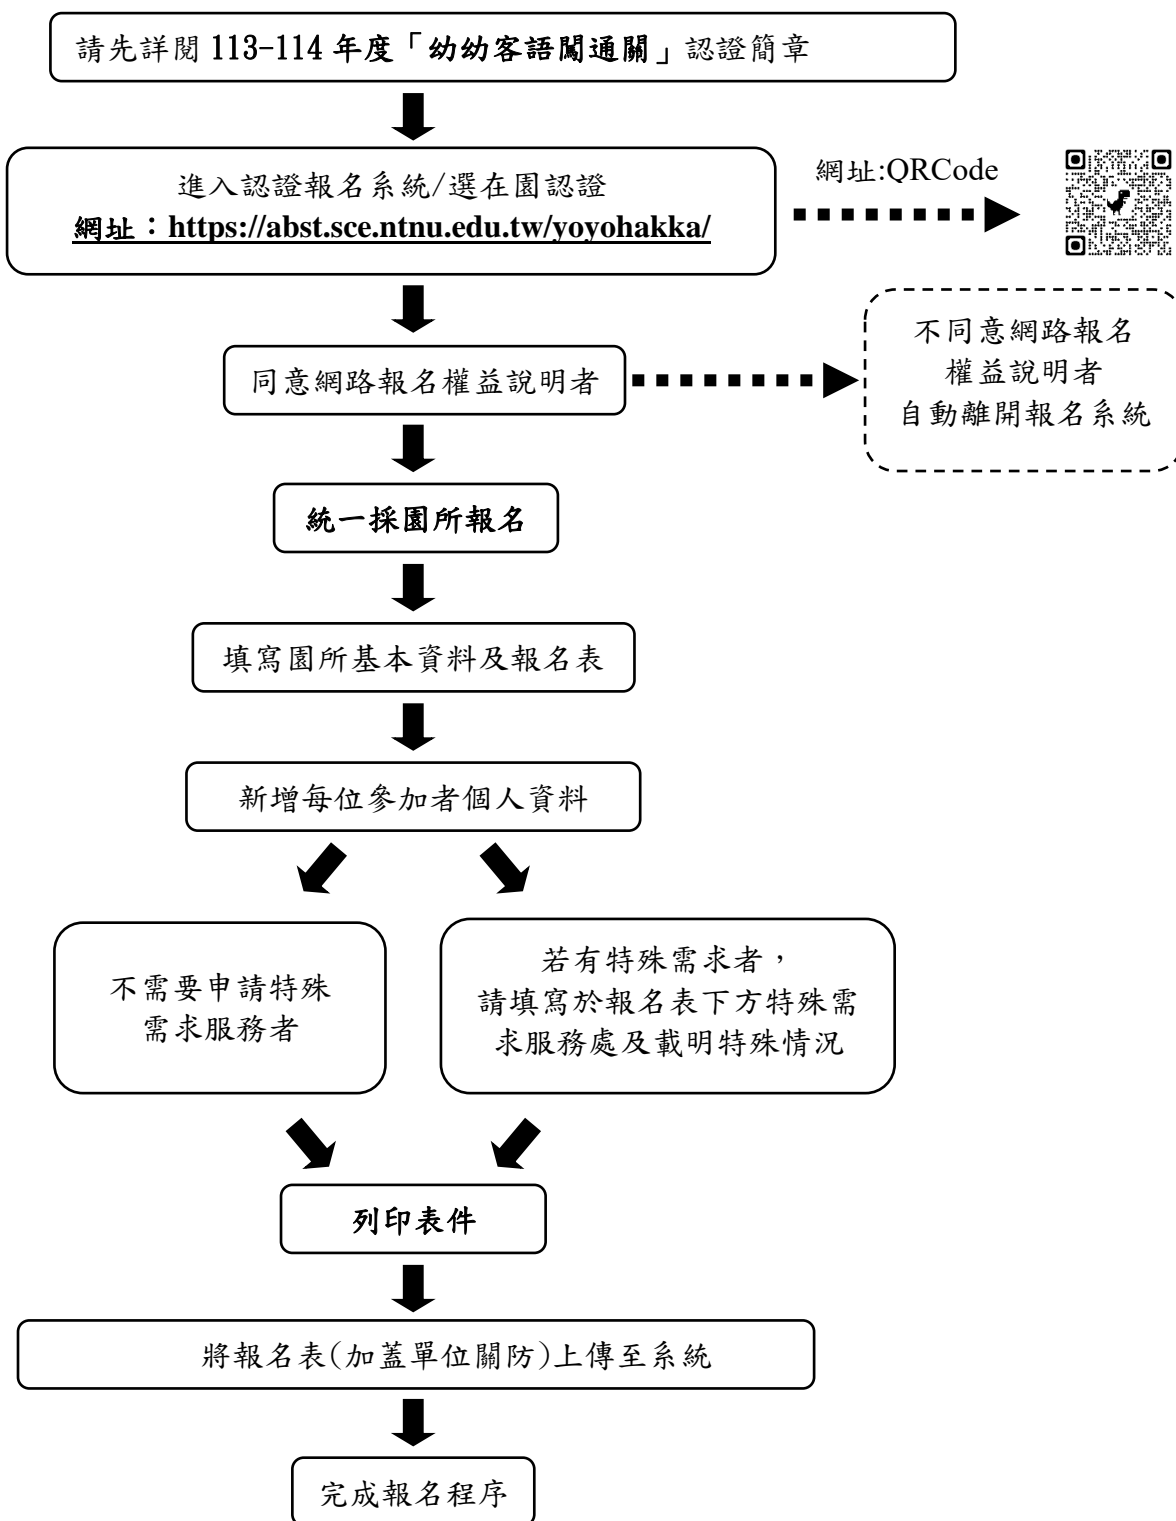 請先詳閱 113-114 年度「幼幼客語闖通關」認證簡章
進入認證報名系統/選在園認證
網址：https://abst.sce.ntnu.edu.tw/yoyohakka/
網址:QRCode
同意網路報名權益說明者
不同意網路報名
權益說明者
自動離開報名系統
統一採園所報名
填寫園所基本資料及報名表
新增每位參加者個人資料
不需要申請特殊
需求服務者
若有特殊需求者，
請填寫於報名表下方特殊需
求服務處及載明特殊情況
列印表件
將報名表(加蓋單位關防)上傳至系統
完成報名程序